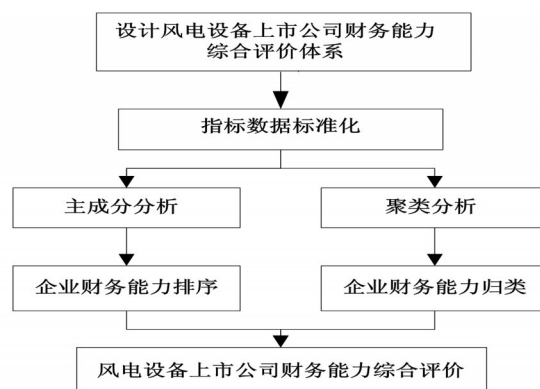 设计风电设备上市公司财务能力
综合评价体系
指标数据标准化
主成分分析
聚类分析
企业财务能力排序
企业财务能力归类
风电设备上市公司财务能力综合评价